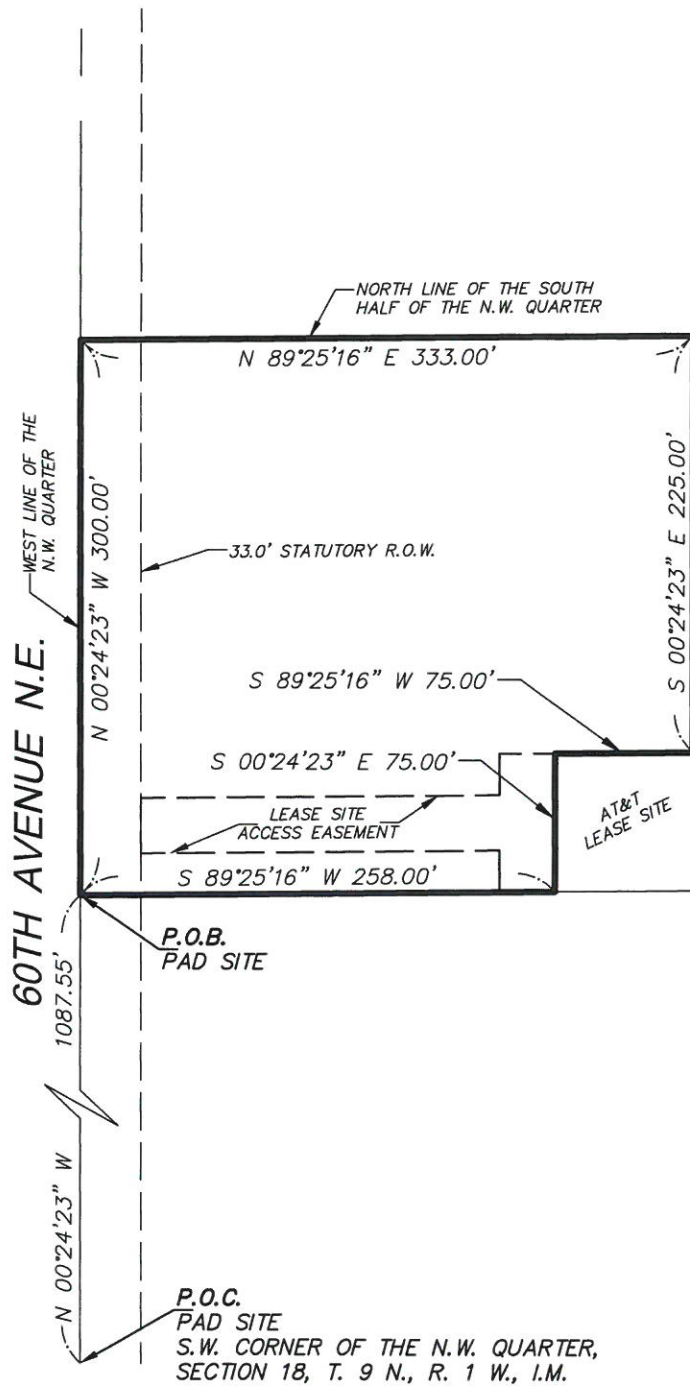 NORTH LINE OF THE SOUTH
HALF OF THE N.W. QUARTER
N 89°25'16" E 333.00'
WEST LINE OF THE
N.W. QUARTER
N 00°24'23" W 300.00'
33.0' STATUTORY R.O.W.
S 00°24'23" E 225.00'
60TH AVENUE N.E.
S 89°25'16" W 75.00'
S 00°24'23" E 75.00'
AT&T
LEASE SITE
LEASE SITE
ACCESS EASEMENT
S 89°25'16" W 258.00'
P.O.B.
PAD SITE
1087.55'
N 00°24'23" W
P.O.C.
PAD SITE
S.W. CORNER OF THE N.W. QUARTER,
SECTION 18, T. 9 N., R. 1 W., I.M.